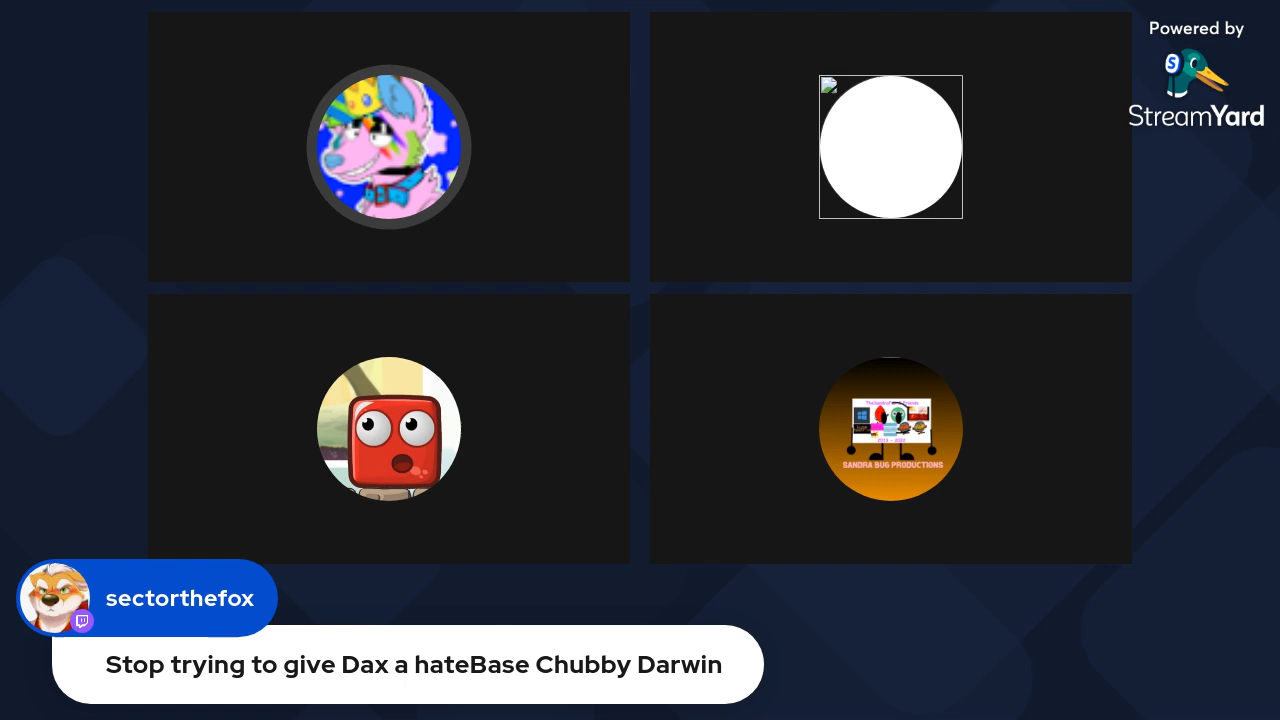 Powered by
StreamYard
SANDRA BUG PRODUCTIONS
sectorthefox
Stop trying to give Dax a hateBase Chubby Darwin